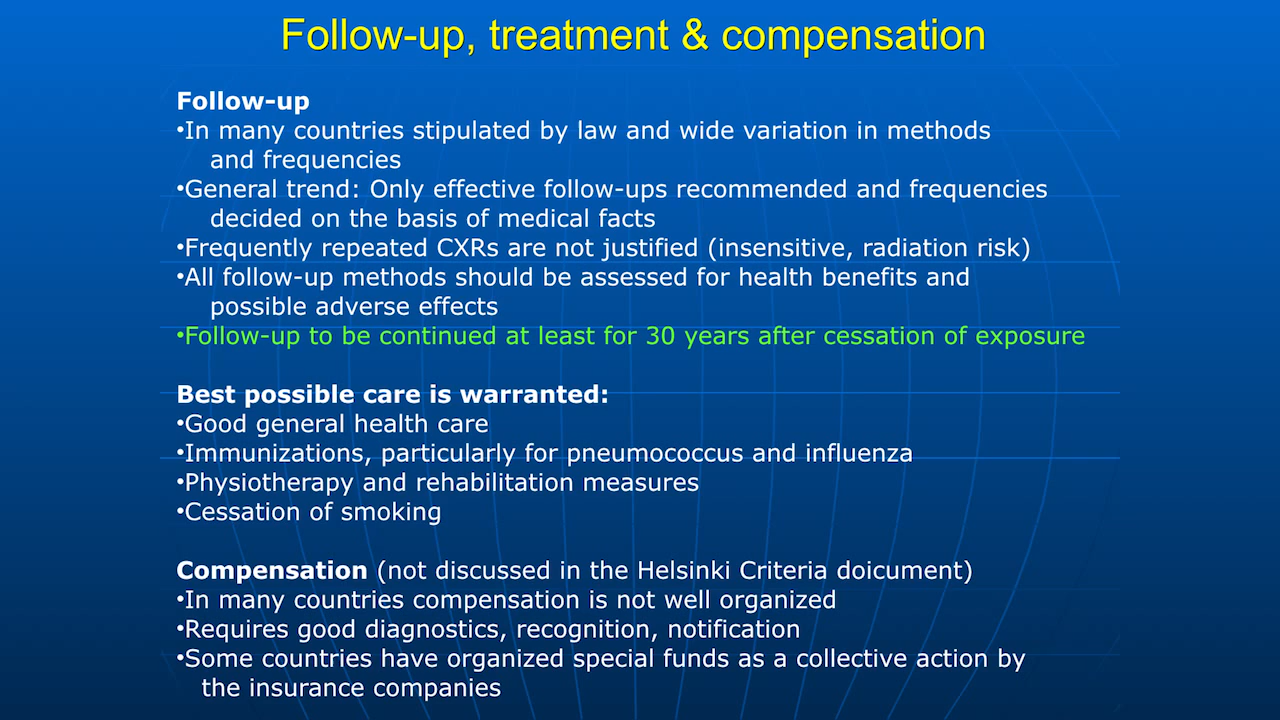 Follow-up, treatment & compensation
Follow-up
•In many countries stipulated by law and wide variation in methods
and frequencies
•General trend: Only effective follow-ups recommended and frequencies
decided on the basis of medical facts
•Frequently repeated CXRs are not justified (insensitive, radiation risk)
•All follow-up methods should be assessed for health benefits and
possible adverse effects
•Follow-up to be continued at least for 30 years after cessation of exposure
Best possible care is warranted:
•Good general health care
•Immunizations, particularly for pneumococcus and influenza
•Physiotherapy and rehabilitation measures
•Cessation of smoking
Compensation (not discussed in the Helsinki Criteria doicument)
•In many countries compensation is not well organized
•Requires good diagnostics, recognition, notification
•Some countries have organized special funds as a collective action by
the insurance companies